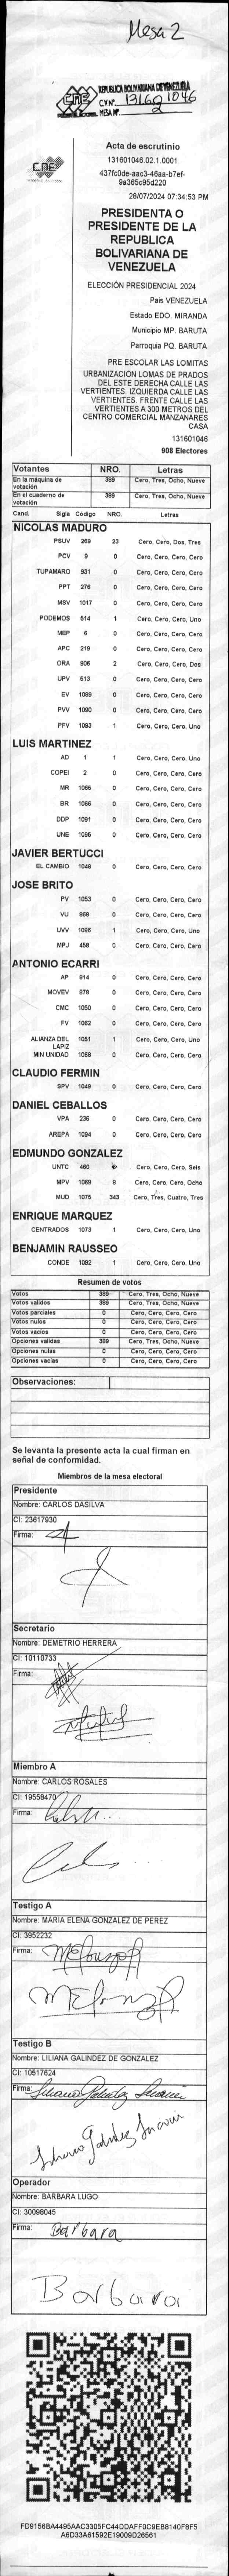 Mesa 2
REPUBLICA BOLIVARIANA DE VENEZUELA
CNE
C.V Nº. 131601046
MESA Nº 2
Acta de escrutinio
131601046.02.1.0001
437fc0de-aac3-46aa-b7ef-
9a365c95d220
28/07/2024 07:34:53 PM
PRESIDENTA O
PRESIDENTE DE LA
REPUBLICA
BOLIVARIANA DE
VENEZUELA
ELECCIÓN PRESIDENCIAL 2024
Pais VENEZUELA
Estado EDO. MIRANDA
Municipio MP. BARUTA
Parroquia PQ. BARUTA
PRE ESCOLAR LAS LOMITAS
URBANIZACIÓN LOMAS DE PRADOS
DEL ESTE DERECHA CALLE LAS
VERTIENTES. IZQUIERDA CALLE LAS
VERTIENTES. FRENTE CALLE LAS
VERTIENTES A 300 METROS DEL
CENTRO COMERCIAL MANZANARES
CASA
131601046
908 Electores
Votantes NRO. Letras
En la máquina de votación 389 Cero, Tres, Ocho, Nueve
En el cuaderno de votación 389 Cero, Tres, Ocho, Nueve
Cand. Sigla Código NRO. Letras
NICOLAS MADURO
PSUV 269 23 Cero, Cero, Dos, Tres
PCV 9 0 Cero, Cero, Cero, Cero
TUPAMARO 931 0 Cero, Cero, Cero, Cero
PPT 276 0 Cero, Cero, Cero, Cero
MSV 1017 0 Cero, Cero, Cero, Cero
PODEMOS 514 1 Cero, Cero, Cero, Uno
MEP 6 0 Cero, Cero, Cero, Cero
APC 219 0 Cero, Cero, Cero, Cero
ORA 906 2 Cero, Cero, Cero, Dos
UPV 513 0 Cero, Cero, Cero, Cero
EV 1089 0 Cero, Cero, Cero, Cero
PVV 1090 0 Cero, Cero, Cero, Cero
PFV 1093 1 Cero, Cero, Cero, Uno
LUIS MARTINEZ
AD 1 1 Cero, Cero, Cero, Uno
COPEI 2 0 Cero, Cero, Cero, Cero
MR 1065 0 Cero, Cero, Cero, Cero
BR 1066 0 Cero, Cero, Cero, Cero
DDP 1091 0 Cero, Cero, Cero, Cero
UNE 1095 0 Cero, Cero, Cero, Cero
JAVIER BERTUCCI
EL CAMBIO 1048 0 Cero, Cero, Cero, Cero
JOSE BRITO
PV 1053 0 Cero, Cero, Cero, Cero
VU 868 0 Cero, Cero, Cero, Cero
UVV 1096 1 Cero, Cero, Cero, Uno
MPJ 458 0 Cero, Cero, Cero, Cero
ANTONIO ECARRI
AP 814 0 Cero, Cero, Cero, Cero
MOVEV 878 0 Cero, Cero, Cero, Cero
CMC 1050 0 Cero, Cero, Cero, Cero
FV 1062 0 Cero, Cero, Cero, Cero
ALIANZA DEL LAPIZ 1051 1 Cero, Cero, Cero, Uno
MIN UNIDAD 1088 0 Cero, Cero, Cero, Cero
CLAUDIO FERMIN
SPV 1049 0 Cero, Cero, Cero, Cero
DANIEL CEBALLOS
VPA 236 0 Cero, Cero, Cero, Cero
AREPA 1094 0 Cero, Cero, Cero, Cero
EDMUNDO GONZALEZ
UNTC 460 Cero, Cero, Cero, Seis
MPV 1069 8 Cero, Cero, Cero, Ocho
MUD 1075 343 Cero, Tres, Cuatro, Tres
ENRIQUE MARQUEZ
CENTRADOS 1073 1 Cero, Cero, Cero, Uno
BENJAMIN RAUSSEO
CONDE 1092 1 Cero, Cero, Cero, Uno
Resumen de votos
Votos 389 Cero, Tres, Ocho, Nueve
Votos validos 389 Cero, Tres, Ocho, Nueve
Votos parciales 0 Cero, Cero, Cero, Cero
Votos nulos 0 Cero, Cero, Cero, Cero
Votos vacios 0 Cero, Cero, Cero, Cero
Opciones validas 389 Cero, Tres, Ocho, Nueve
Opciones nulas 0 Cero, Cero, Cero, Cero
Opciones vacias 0 Cero, Cero, Cero, Cero
Observaciones:
Se levanta la presente acta la cual firman en
señal de conformidad.
Miembros de la mesa electoral
Presidente
Nombre: CARLOS DASILVA
CI: 23617930
Firma:
Secretario
Nombre: DEMETRIO HERRERA
CI: 10110733
Firma:
Miembro A
Nombre: CARLOS ROSALES
CI: 19558470
Firma:
Testigo A
Nombre: MARIA ELENA GONZALEZ DE PEREZ
CI: 3952232
Firma:
Testigo B
Nombre: LILIANA GALINDEZ DE GONZALEZ
CI: 10517624
Firma:
Operador
Nombre: BARBARA LUGO
CI: 30098045
Firma: Barbara
Barbara
FD9156BA4495AAC3305FC44DDAFF0C9EB8140F8F5
A6D33A61592E19009D26561